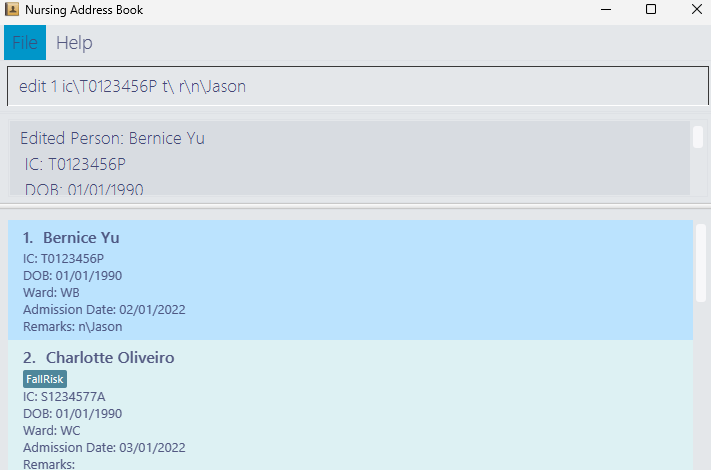 Nursing Address Book
File Help
edit 1 ic\T0123456P t\ r\n\Jason
Edited Person: Bernice Yu
IC: T0123456P
DOB: 01/01/1990
1. Bernice Yu
IC: T0123456P
DOB: 01/01/1990
Ward: WB
Admission Date: 02/01/2022
Remarks: n\Jason
2. Charlotte Oliveiro
FallRisk
IC: S1234577A
DOB: 01/01/1990
Ward: WC
Admission Date: 03/01/2022
Remarks: